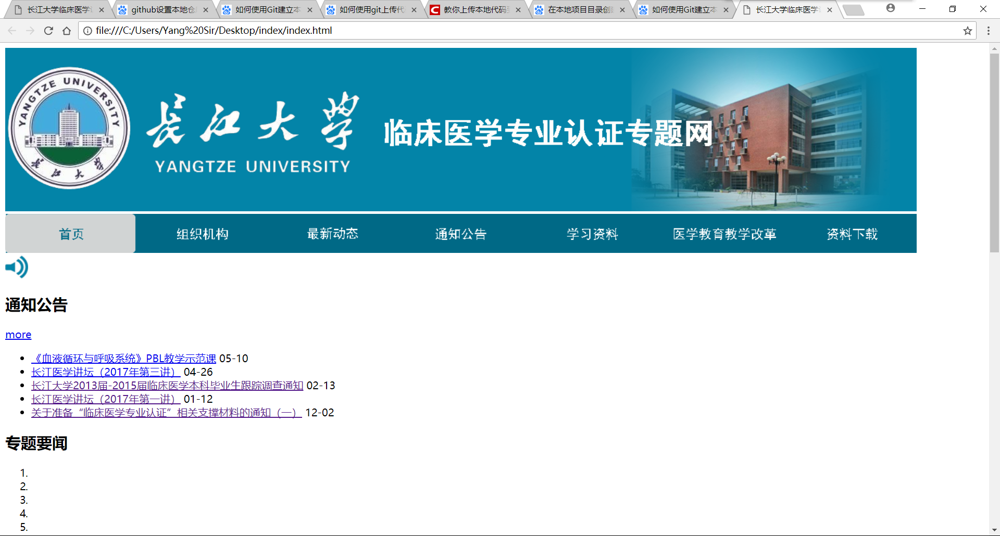 长江大学临床医学
github设置本地仓
如何使用Git建立本
如何使用git上传代
教你上传本地代码
在本地项目目录创
如何使用Git建立本
长江大学临床医学
file:///C:/Users/Yang%20Sir/Desktop/index/index.html
YANGTZE UNIVERSITY
长江大学
长江大学
YANGTZE UNIVERSITY
临床医学专业认证专题网
首页
组织机构
最新动态
通知公告
学习资料
医学教育教学改革
资料下载
通知公告
more
《血液循环与呼吸系统》PBL教学示范课 05-10
长江医学讲坛（2017年第三讲） 04-26
长江大学2013届-2015届临床医学本科毕业生跟踪调查通知 02-13
长江医学讲坛（2017年第一讲） 01-12
关于准备“临床医学专业认证”相关支撑材料的通知（一） 12-02
专题要闻
1.
2.
3.
4.
5.